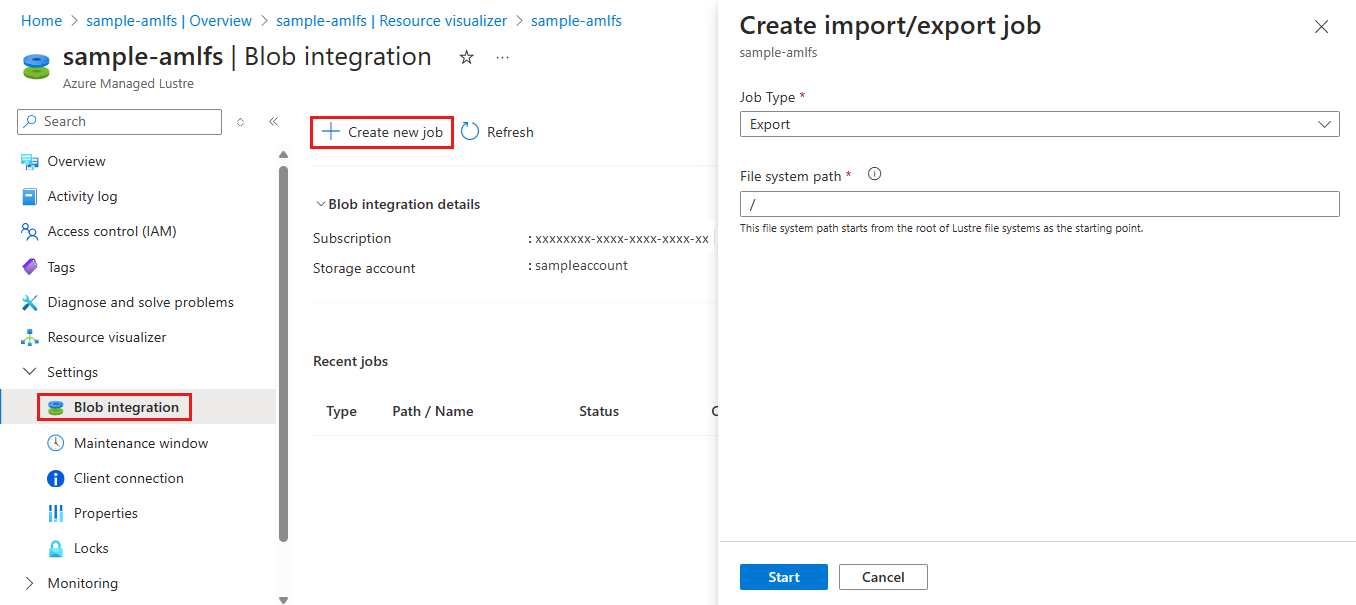 Home > sample-amlfs | Overview > sample-amlfs | Resource visualizer > sample-amlfs
sample-amlfs | Blob integration
Azure Managed Lustre
Search
Overview
Activity log
Access control (IAM)
Tags
Diagnose and solve problems
Resource visualizer
Settings
Blob integration
Maintenance window
Client connection
Properties
Locks
Monitoring
Create new job Refresh
Blob integration details
Subscription : xxxxxxxx-xxxx-xxxx-xxxx-xx
Storage account : sampleaccount
Recent jobs
Type Path / Name Status
Create import/export job
sample-amlfs
Job Type *
Export
File system path *
/
This file system path starts from the root of Lustre file systems as the starting point.
Start Cancel